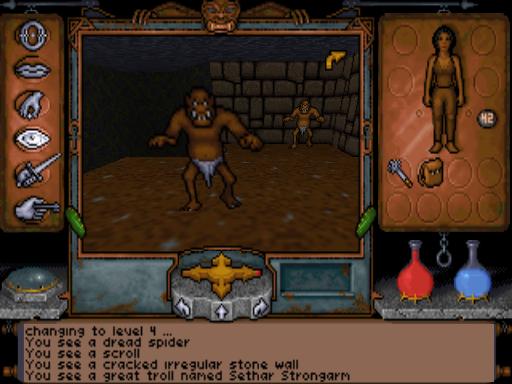 42
changing to level 4 ...
You see a dread spider
You see a scroll
You see a cracked irregular stone wall
You see a great troll named Sethar Strongarm